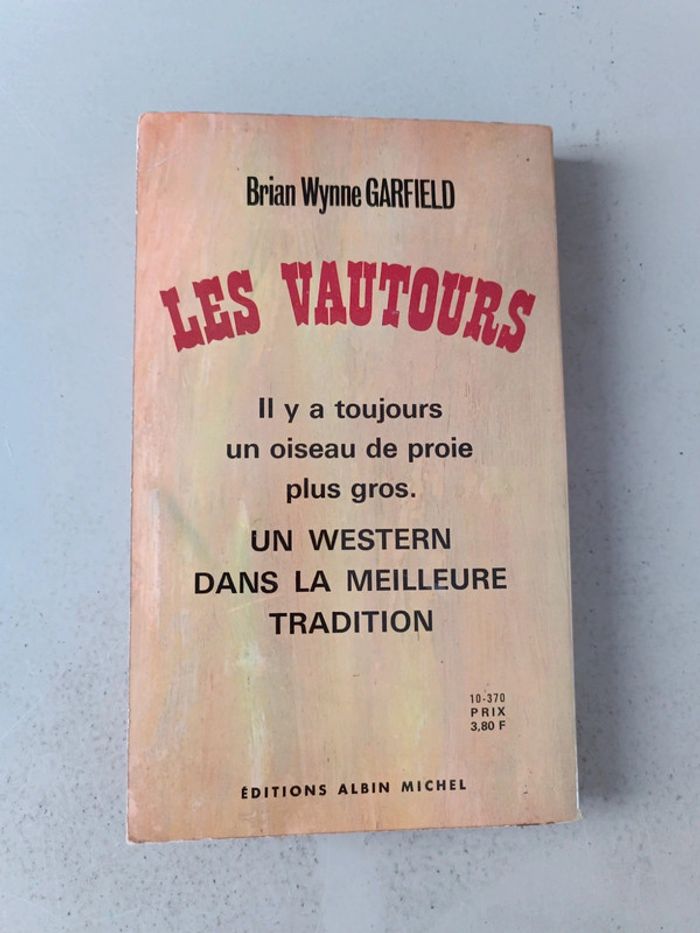 Brian Wynne GARFIELD
LES VAUTOURS
Il y a toujours
un oiseau de proie
plus gros.
UN WESTERN
DANS LA MEILLEURE
TRADITION
10-370
PRIX
3,80 F
ÉDITIONS ALBIN MICHEL